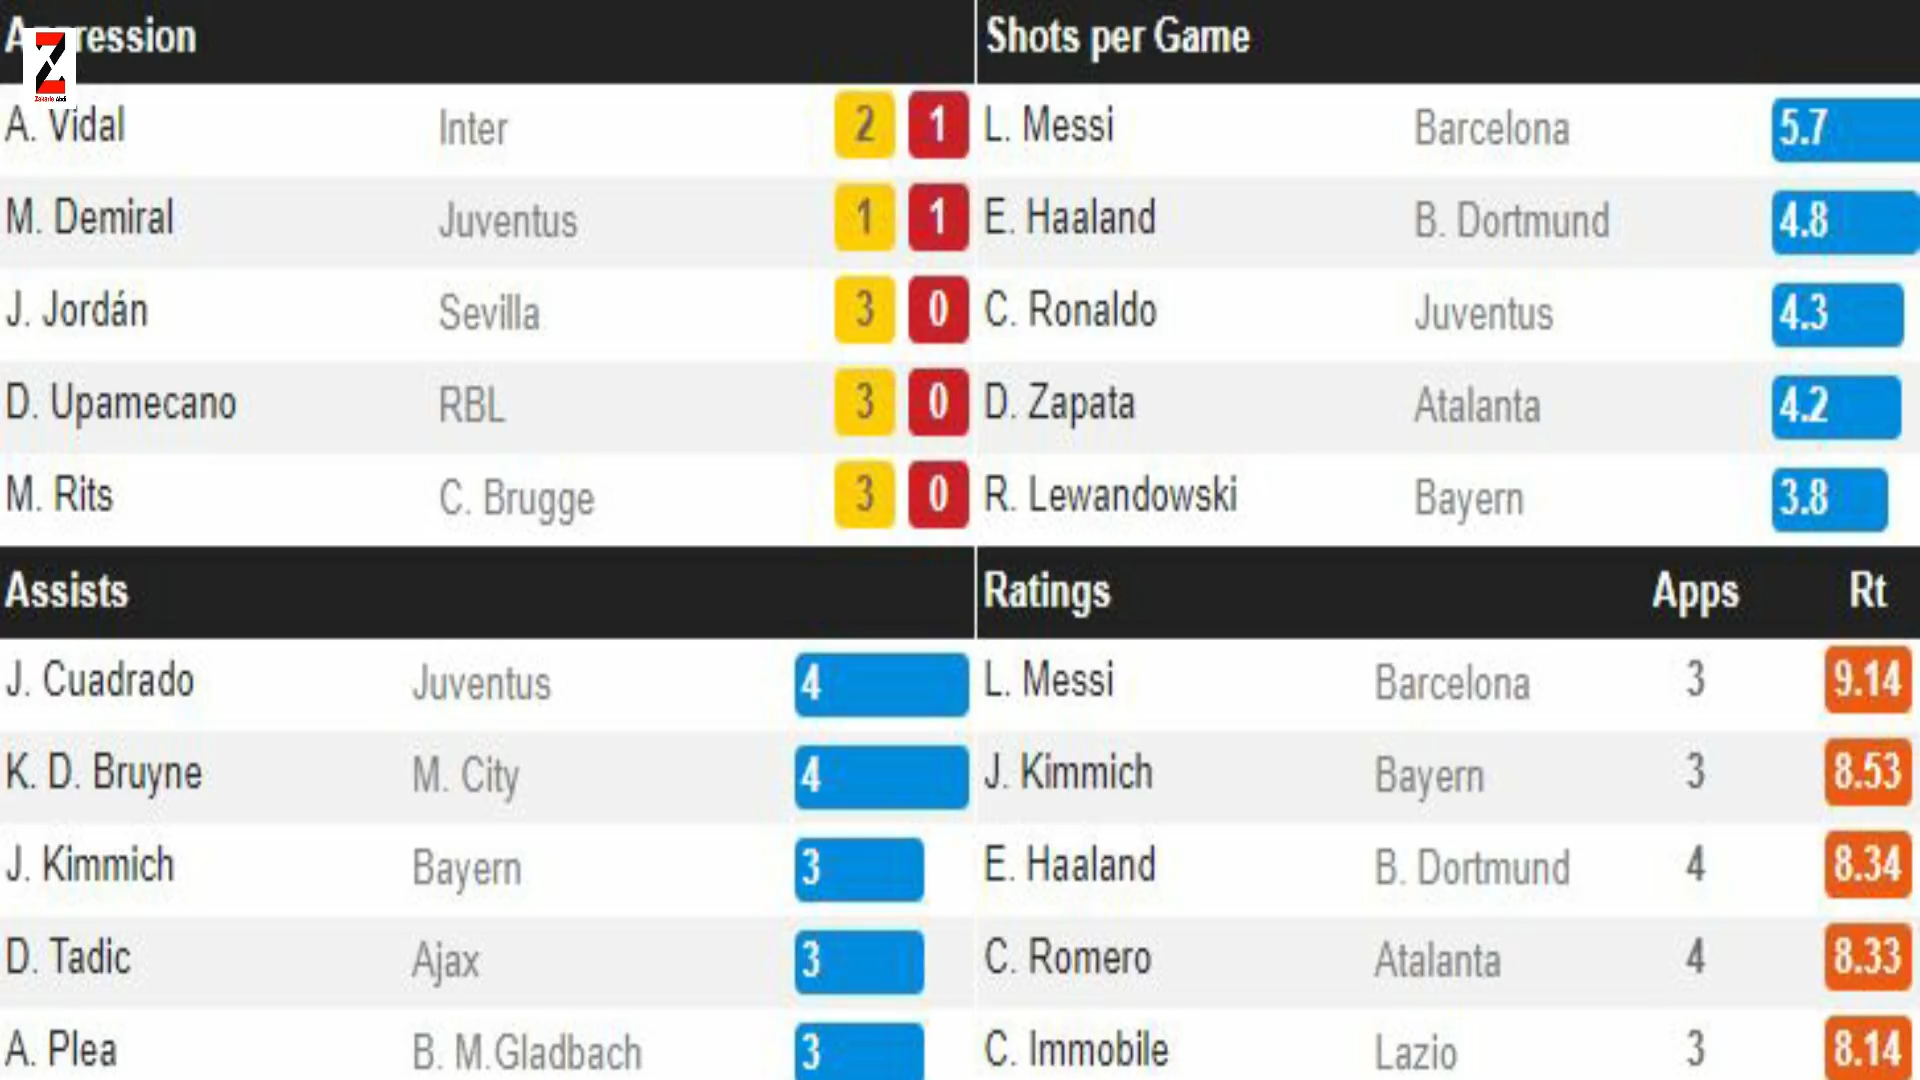 A ression
A. Vidal Inter 2 1
M. Demiral Juventus 1 1
J. Jordán Sevilla 3 0
D. Upamecano RBL 3 0
M. Rits C. Brugge 3 0
Shots per Game
L. Messi Barcelona 5.7
E. Haaland B. Dortmund 4.8
C. Ronaldo Juventus 4.3
D. Zapata Atalanta 4.2
R. Lewandowski Bayern 3.8
Assists
J. Cuadrado Juventus 4
K. D. Bruyne M. City 4
J. Kimmich Bayern 3
D. Tadic Ajax 3
A. Plea B. M.Gladbach 3
Ratings Apps Rt
L. Messi Barcelona 3 9.14
J. Kimmich Bayern 3 8.53
E. Haaland B. Dortmund 4 8.34
C. Romero Atalanta 4 8.33
C. Immobile Lazio 3 8.14